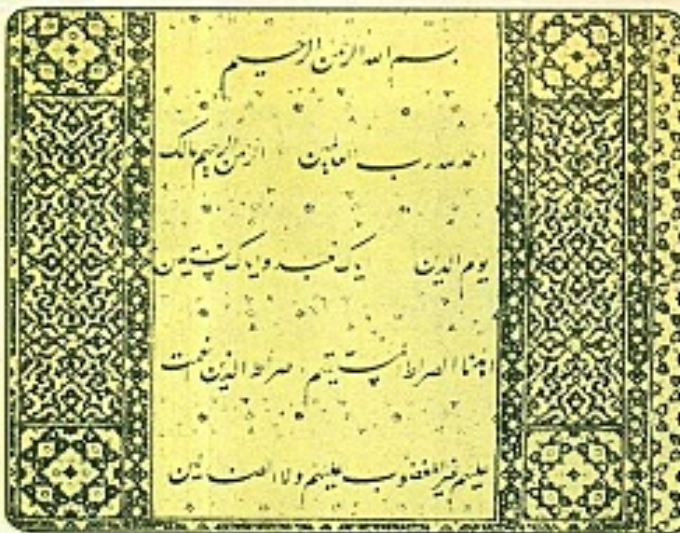 بسم الله الرحمن الرحیم
الحمد لله رب العالمین الرحمن الرحیم مالک
یوم الدین ایاک نعبد و ایاک نستعین
اهدنا الصراط المستقیم صراط الذین انعمت
علیهم غیر المغضوب علیهم ولا الضالین